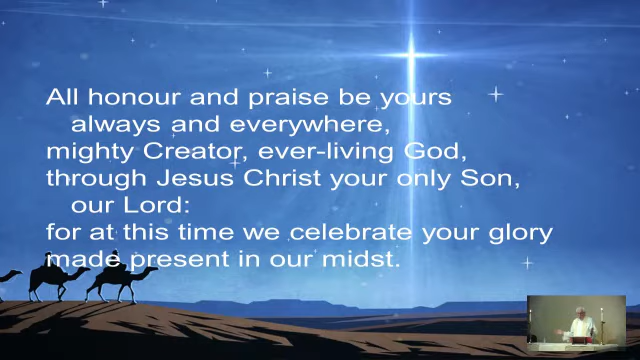 All honour and praise be yours
always and everywhere,
mighty Creator, ever-living God,
through Jesus Christ your only Son,
our Lord:
for at this time we celebrate your glory
made present in our midst.